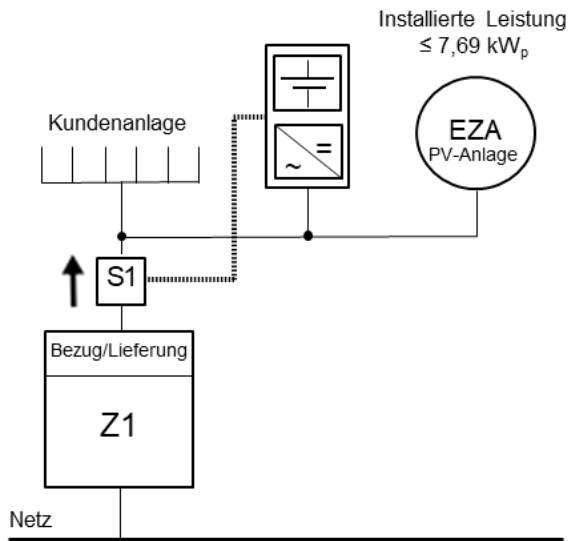 Installierte Leistung
≤ 7,69 kWp
Kundenanlage
EZA
PV-Anlage
=
~
S1
Bezug/Lieferung
Z1
Netz